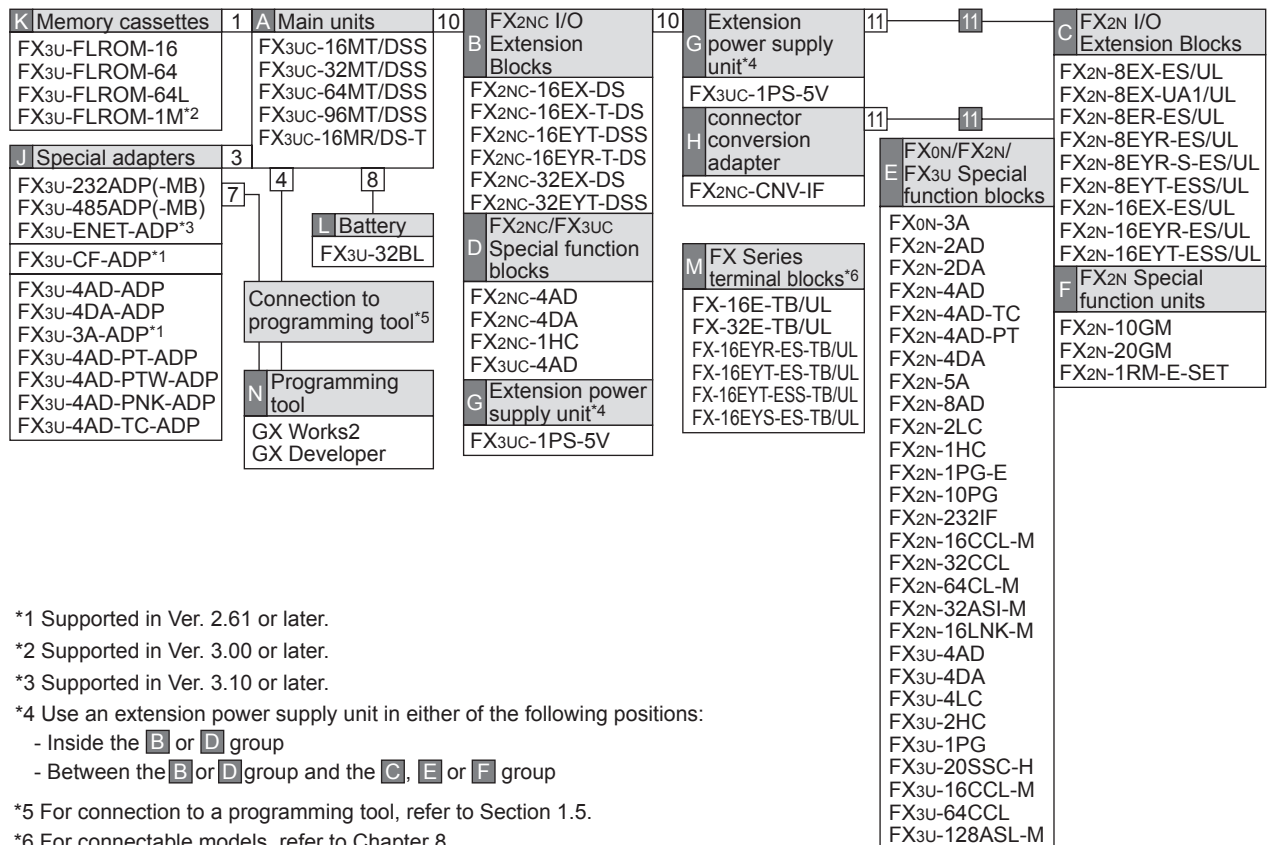 K Memory cassettes
FX3U-FLROM-16
FX3U-FLROM-64
FX3U-FLROM-64L
FX3U-FLROM-1M*2
1
J Special adapters
FX3U-232ADP(-MB)
FX3U-485ADP(-MB)
FX3U-ENET-ADP*3
FX3U-CF-ADP*1
FX3U-4AD-ADP
FX3U-4DA-ADP
FX3U-3A-ADP*1
FX3U-4AD-PT-ADP
FX3U-4AD-PTW-ADP
FX3U-4AD-PNK-ADP
FX3U-4AD-TC-ADP
3
7
A Main units
FX3UC-16MT/DSS
FX3UC-32MT/DSS
FX3UC-64MT/DSS
FX3UC-96MT/DSS
FX3UC-16MR/DS-T
4
8
L Battery
FX3U-32BL
Connection to
programming tool*5
N Programming
tool
GX Works2
GX Developer
10
B FX2NC I/O
Extension
Blocks
FX2NC-16EX-DS
FX2NC-16EX-T-DS
FX2NC-16EYT-DSS
FX2NC-16EYR-T-DS
FX2NC-32EX-DS
FX2NC-32EYT-DSS
D FX2NC/FX3UC
Special function
blocks
FX2NC-4AD
FX2NC-4DA
FX2NC-1HC
FX3UC-4AD
G Extension power
supply unit*4
FX3UC-1PS-5V
10
G Extension
power supply
unit*4
FX3UC-1PS-5V
H connector
conversion
adapter
FX2NC-CNV-IF
M FX Series
terminal blocks*6
FX-16E-TB/UL
FX-32E-TB/UL
FX-16EYR-ES-TB/UL
FX-16EYT-ES-TB/UL
FX-16EYT-ESS-TB/UL
FX-16EYS-ES-TB/UL
11
11
11
11
E FX0N/FX2N/
FX3U Special
function blocks
FX0N-3A
FX2N-2AD
FX2N-2DA
FX2N-4AD
FX2N-4AD-TC
FX2N-4AD-PT
FX2N-4DA
FX2N-5A
FX2N-8AD
FX2N-2LC
FX2N-1HC
FX2N-1PG-E
FX2N-10PG
FX2N-232IF
FX2N-16CCL-M
FX2N-32CCL
FX2N-64CL-M
FX2N-32ASI-M
FX2N-16LNK-M
FX3U-4AD
FX3U-4DA
FX3U-4LC
FX3U-2HC
FX3U-1PG
FX3U-20SSC-H
FX3U-16CCL-M
FX3U-64CCL
FX3U-128ASL-M
C FX2N I/O
Extension Blocks
FX2N-8EX-ES/UL
FX2N-8EX-UA1/UL
FX2N-8ER-ES/UL
FX2N-8EYR-ES/UL
FX2N-8EYR-S-ES/UL
FX2N-8EYT-ESS/UL
FX2N-16EX-ES/UL
FX2N-16EYR-ES/UL
FX2N-16EYT-ESS/UL
F FX2N Special
function units
FX2N-10GM
FX2N-20GM
FX2N-1RM-E-SET
*1 Supported in Ver. 2.61 or later.
*2 Supported in Ver. 3.00 or later.
*3 Supported in Ver. 3.10 or later.
*4 Use an extension power supply unit in either of the following positions:
- Inside the B or D group
- Between the B or D group and the C, E or F group
*5 For connection to a programming tool, refer to Section 1.5.
*6 For connectable models, refer to Chapter 8.